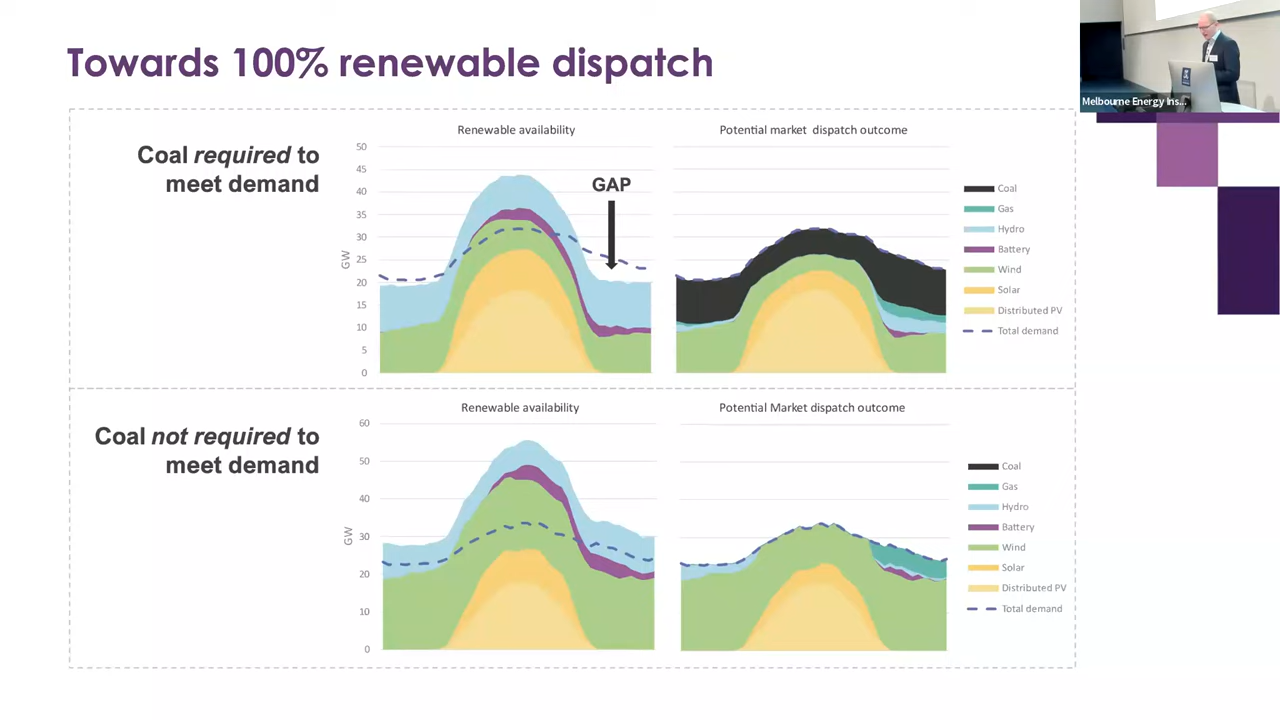 Towards 100% renewable dispatch
Melbourne Energy Ins...
Coal required to
meet demand
Renewable availability
GAP
GW
50
45
40
35
30
25
20
15
10
5
0
Potential market dispatch outcome
Coal
Gas
Hydro
Battery
Wind
Solar
Distributed PV
Total demand
Coal not required to
meet demand
Renewable availability
GW
60
50
40
30
20
10
0
Potential Market dispatch outcome
Coal
Gas
Hydro
Battery
Wind
Solar
Distributed PV
Total demand